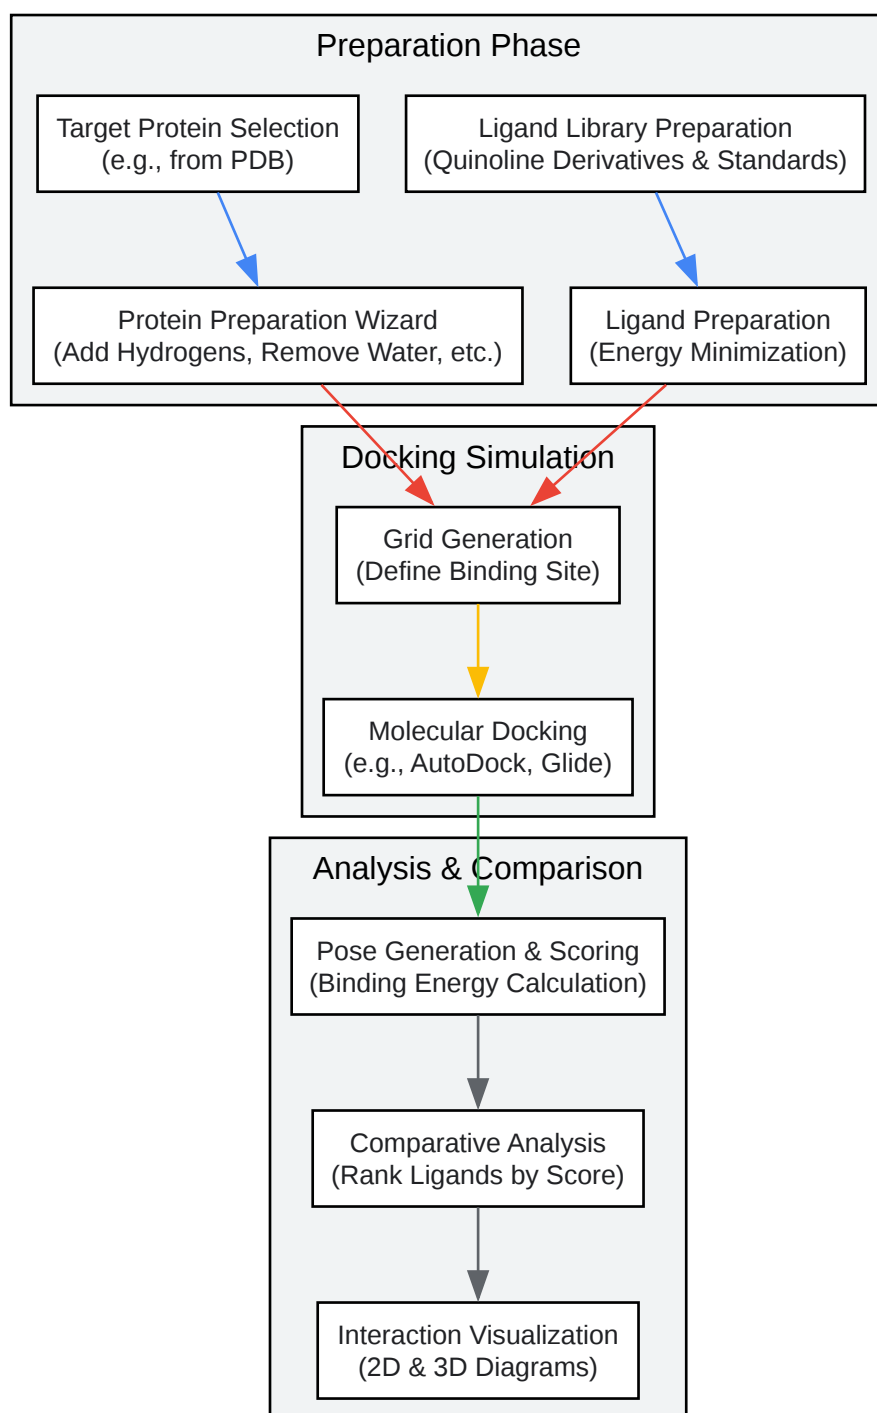 Preparation Phase
Target Protein Selection
(e.g., from PDB)
Ligand Library Preparation
(Quinoline Derivatives & Standards)
Protein Preparation Wizard
(Add Hydrogens, Remove Water, etc.)
Ligand Preparation
(Energy Minimization)
Docking Simulation
Grid Generation
(Define Binding Site)
Molecular Docking
(e.g., AutoDock, Glide)
Analysis & Comparison
Pose Generation & Scoring
(Binding Energy Calculation)
Comparative Analysis
(Rank Ligands by Score)
Interaction Visualization
(2D & 3D Diagrams)